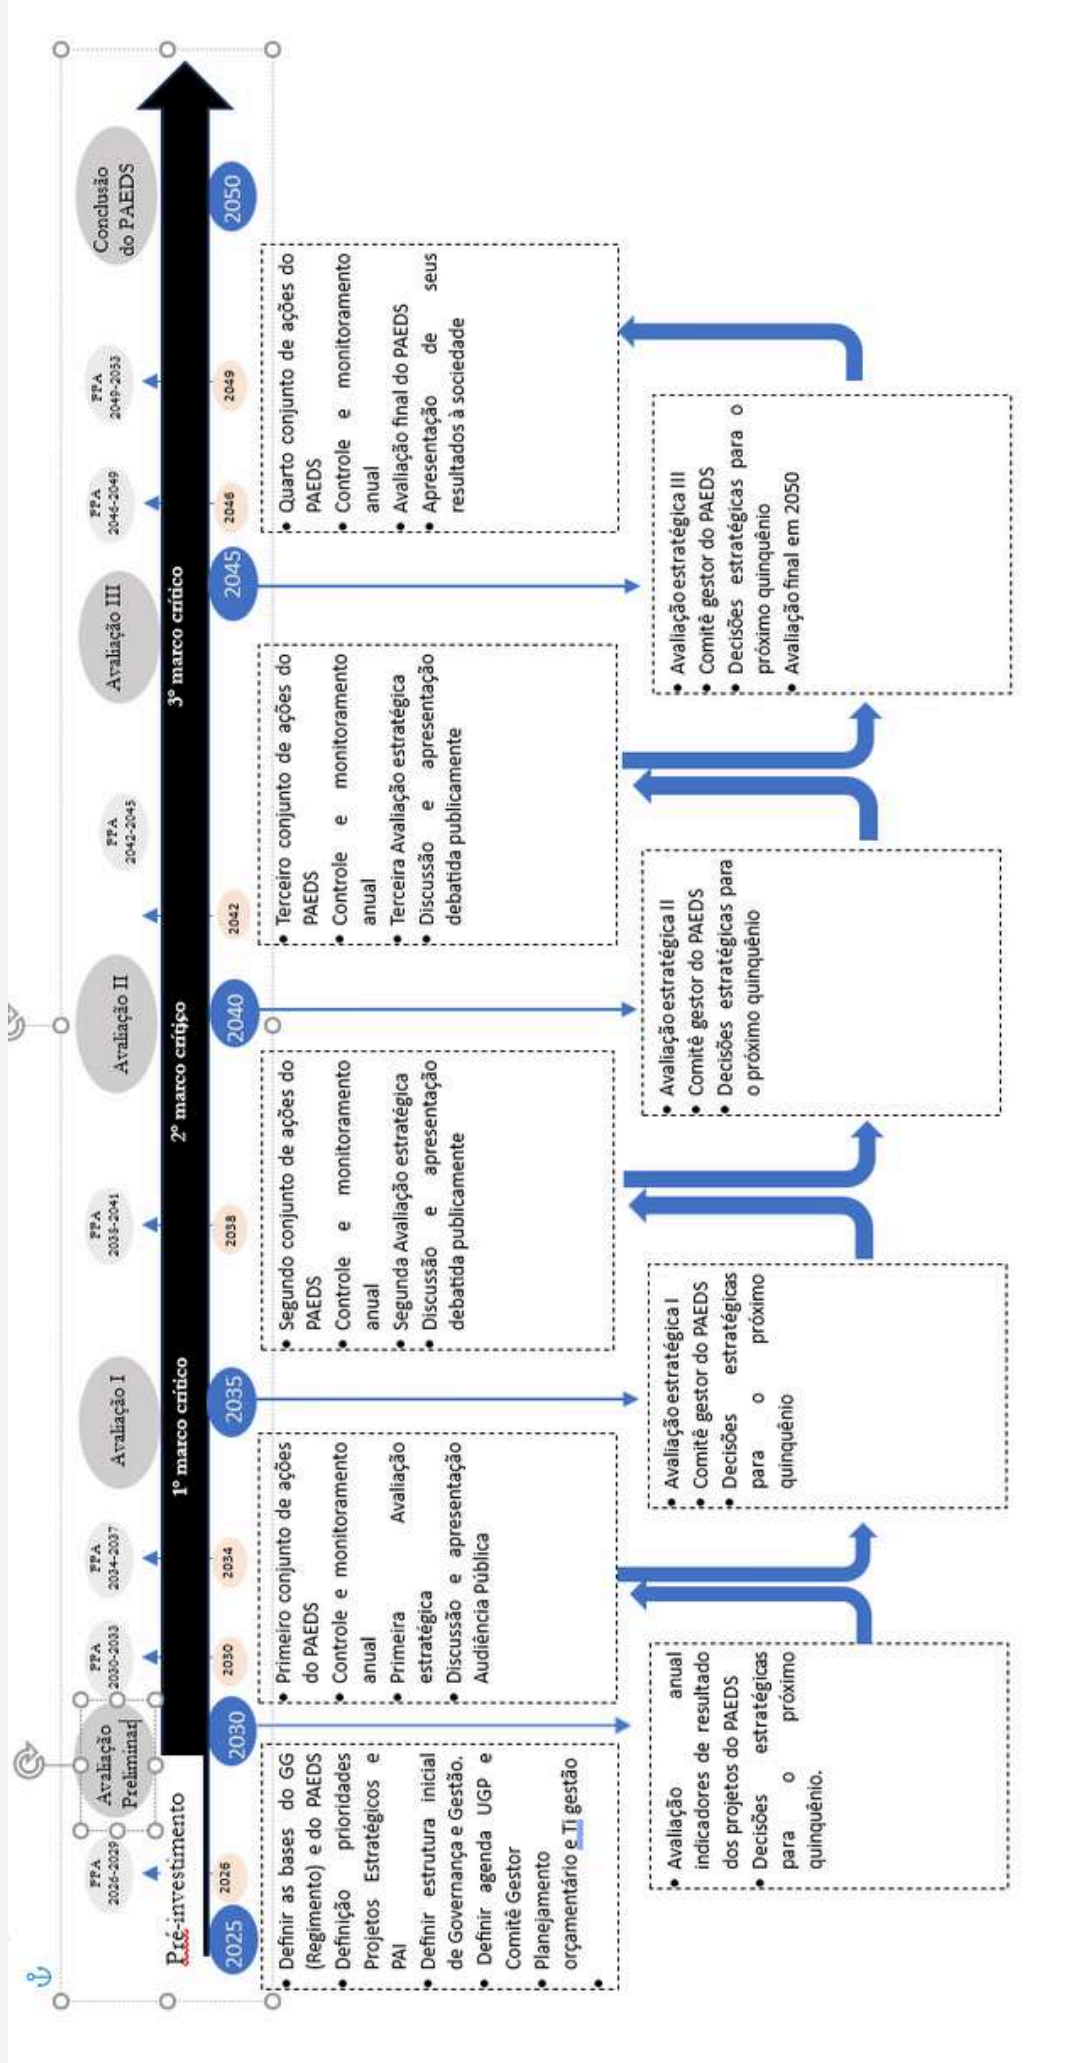 PPA
2026-2029
Avaliação
Preliminar
PPA
2030-2033
PPA
2034-2037
Avaliação I
PPA
2038-2041
Avaliação II
PPA
2042-2045
Avaliação III
PPA
2046-2049
PPA
2049-2053
Conclusão
do PAEDS
Pré-investimento
1º marco crítico
2º marco crítico
3º marco crítico
2025
2026
2030
2030
2034
2035
2038
2040
2042
2045
2046
2049
2050
• Definir as bases do GG
(Regimento) e do PAEDS
• Definição prioridades
Projetos Estratégicos e
PAI
• Definir estrutura inicial
de Governança e Gestão.
• Definir agenda UGP e
Comitê Gestor
• Planejamento
orçamentário e TI gestão
•
• Primeiro conjunto de ações
do PAEDS
• Controle e monitoramento
anual
• Primeira Avaliação
estratégica
• Discussão e apresentação
Audiência Pública
• Segundo conjunto de ações do
PAEDS
• Controle e monitoramento
anual
• Segunda Avaliação estratégica
• Discussão e apresentação
debatida publicamente
• Terceiro conjunto de ações do
PAEDS
• Controle e monitoramento
anual
• Terceira Avaliação estratégica
• Discussão e apresentação
debatida publicamente
• Quarto conjunto de ações do
PAEDS
• Controle e monitoramento
anual
• Avaliação final do PAEDS
• Apresentação de seus
resultados à sociedade
• Avaliação anual
indicadores de resultado
dos projetos do PAEDS
• Decisões estratégicas
para o próximo
quinquênio.
• Avaliação estratégica I
• Comitê gestor do PAEDS
• Decisões estratégicas
para o próximo
quinquênio
• Avaliação estratégica II
• Comitê gestor do PAEDS
• Decisões estratégicas para
o próximo quinquênio
• Avaliação estratégica III
• Comitê gestor do PAEDS
• Decisões estratégicas para o
próximo quinquênio
• Avaliação final em 2050